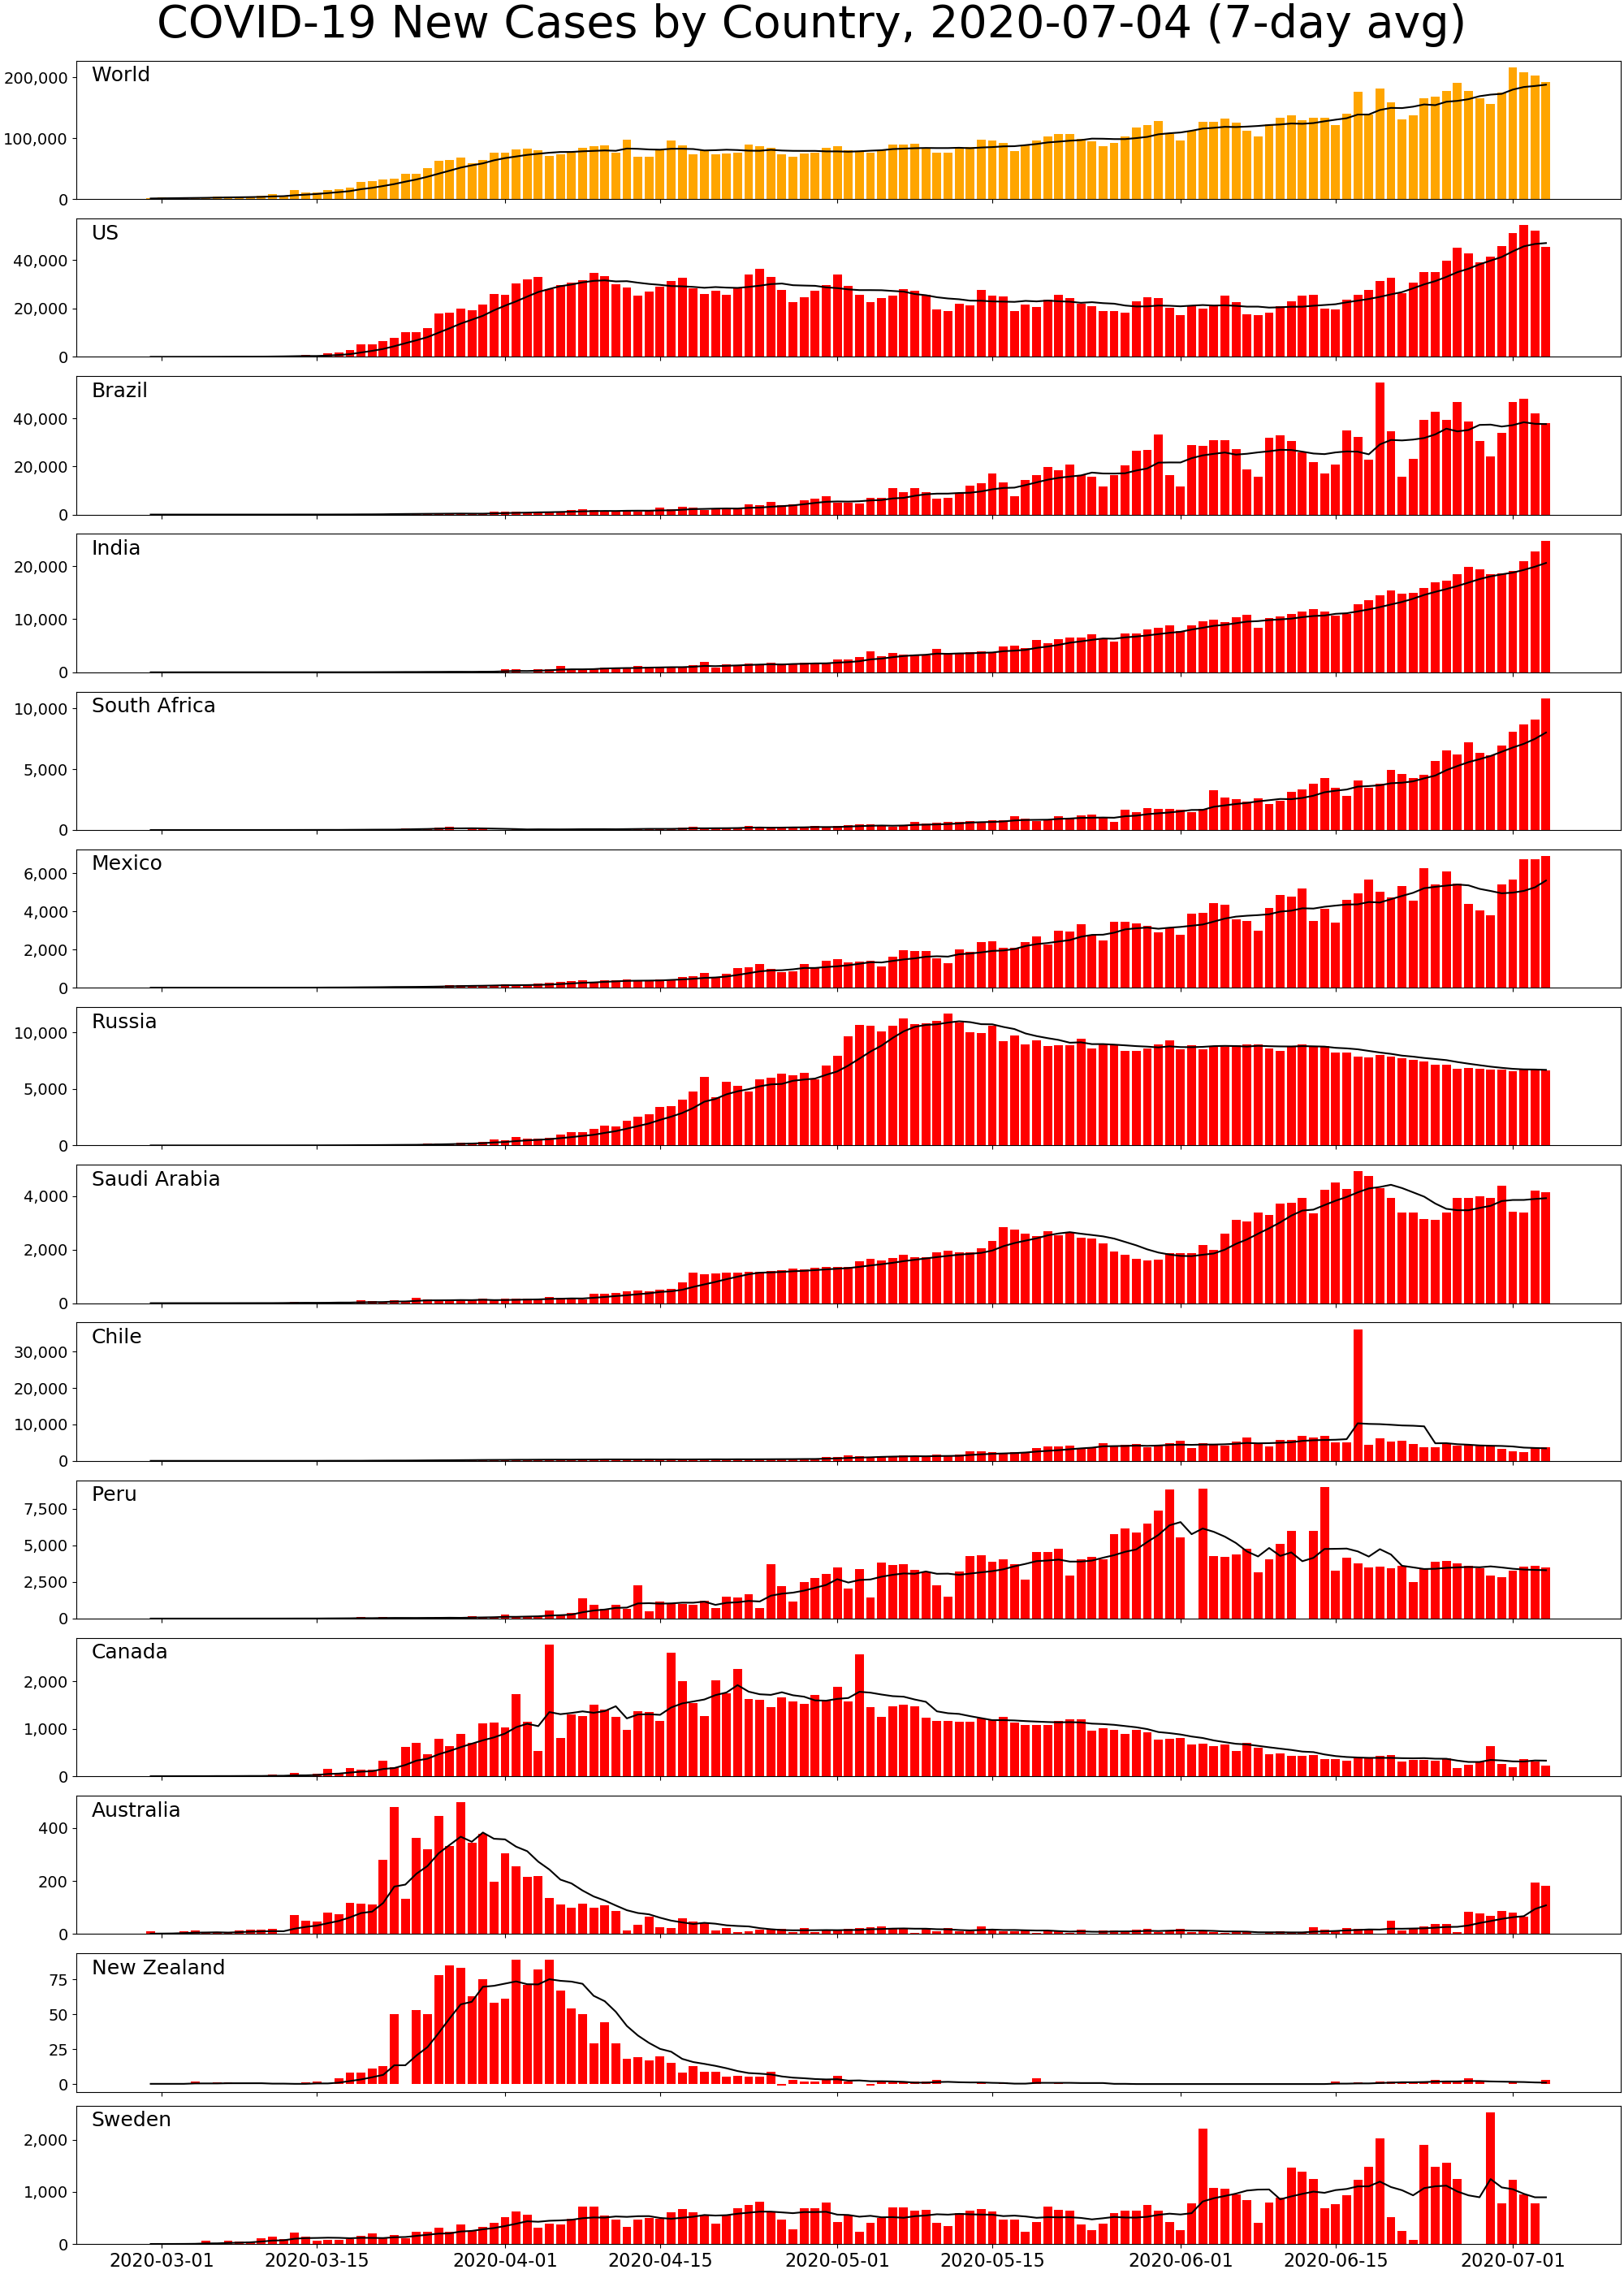 COVID-19 New Cases by Country, 2020-07-04 (7-day avg)
World
200,000
100,000
0
US
40,000
20,000
0
Brazil
40,000
20,000
0
India
20,000
10,000
0
South Africa
10,000
5,000
0
Mexico
6,000
4,000
2,000
0
Russia
10,000
5,000
0
Saudi Arabia
4,000
2,000
0
Chile
30,000
20,000
10,000
0
Peru
7,500
5,000
2,500
0
Canada
2,000
1,000
0
Australia
400
200
0
New Zealand
75
50
25
0
Sweden
2,000
1,000
0
2020-03-01 2020-03-15 2020-04-01 2020-04-15 2020-05-01 2020-05-15 2020-06-01 2020-06-15 2020-07-01